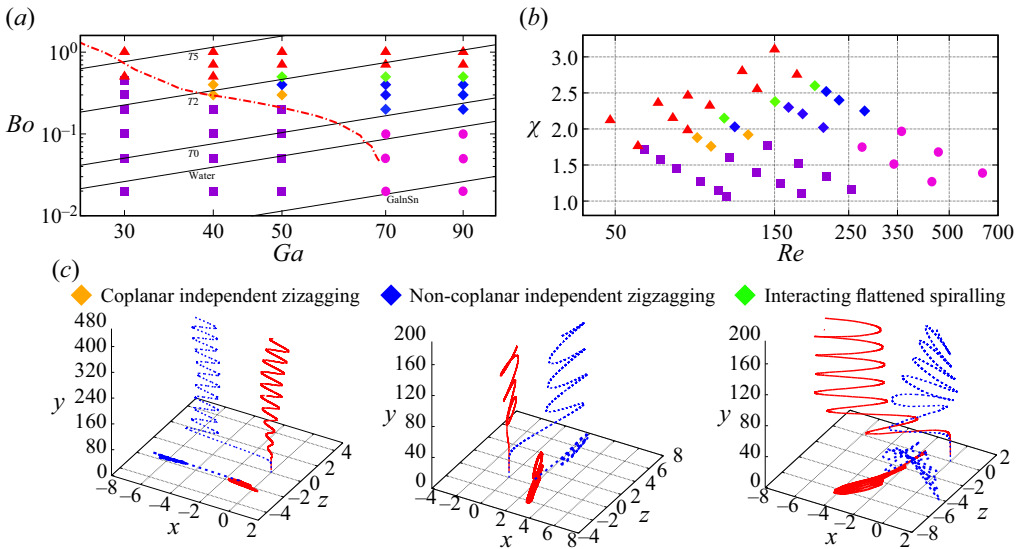 (a)
10⁰
10⁻¹
10⁻²
Bo
T5
T2
T0
Water
GaInSn
30 40 50 70 90
Ga
(b)
3.0
2.5
2.0
1.5
1.0
χ
50 150 250 350 500 700
Re
(c)
Coplanar independent zizagging
Non-coplanar independent zigzagging
Interacting flattened spiralling
480
400
320
240
160
80
0
y
−8 −6 −4 −2 0 2
x
−4 −2 0 2 4
z
200
160
120
80
40
0
y
−4 −2 0 2 4 6 8
x
−4 −2 0 2 4 6 8
z
200
160
120
80
40
0
y
−8 −6 −4 −2 0 2
x
−8 −6 −4 −2 0 2
z